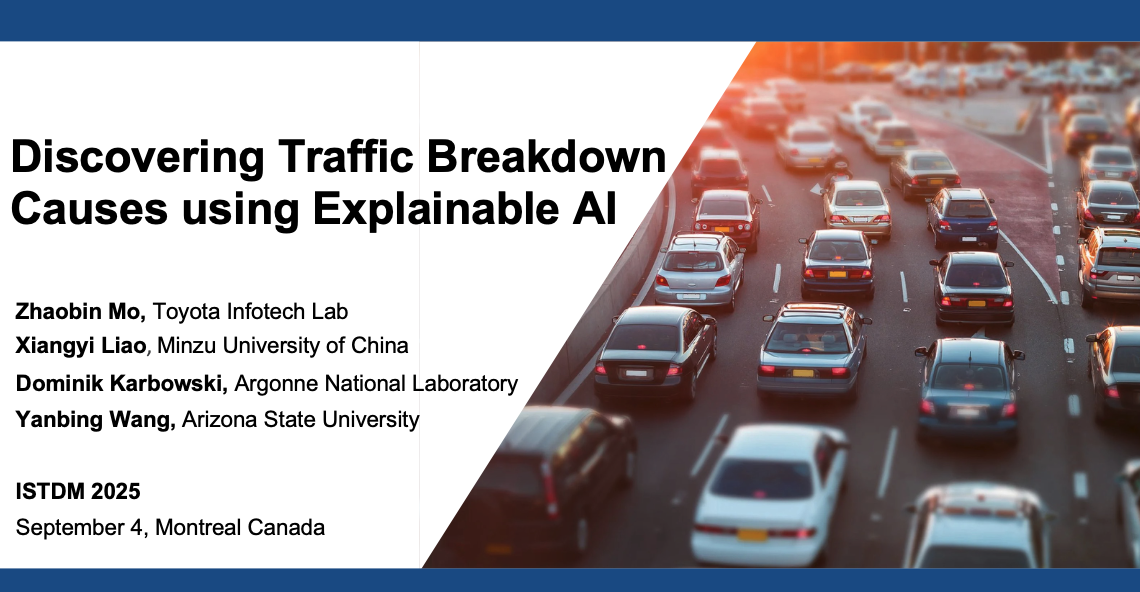 Discovering Traffic Breakdown
Causes using Explainable AI
Zhaobin Mo, Toyota Infotech Lab
Xiangyi Liao, Minzu University of China
Dominik Karbowski, Argonne National Laboratory
Yanbing Wang, Arizona State University
ISTDM 2025
September 4, Montreal Canada